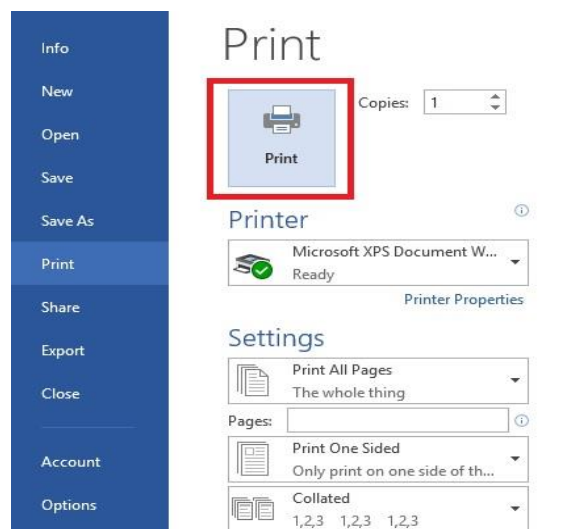 Info
New
Open
Save
Save As
Print
Share
Export
Close
Account
Options
Print
Print
Copies: 1
Printer
Microsoft XPS Document W...
Ready
Printer Properties
Settings
Print All Pages
The whole thing
Pages:
Print One Sided
Only print on one side of th...
Collated
1,2,3 1,2,3 1,2,3